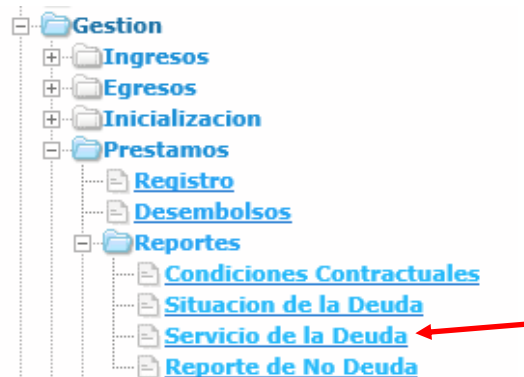 Gestion
Ingresos
Egresos
Inicializacion
Prestamos
Registro
Desembolsos
Reportes
Condiciones Contractuales
Situacion de la Deuda
Servicio de la Deuda
Reporte de No Deuda